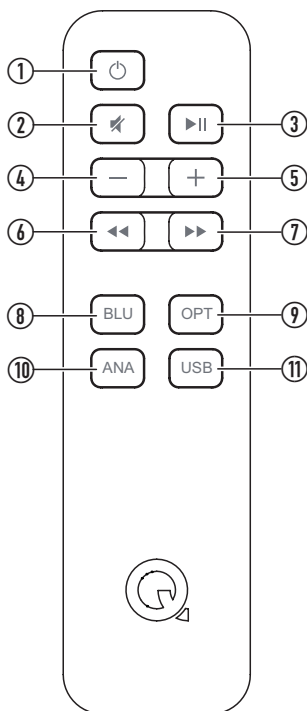 ①
② ③
④ ⑤
⑥ ⑦
⑧ BLU OPT ⑨
⑩ ANA USB ⑪